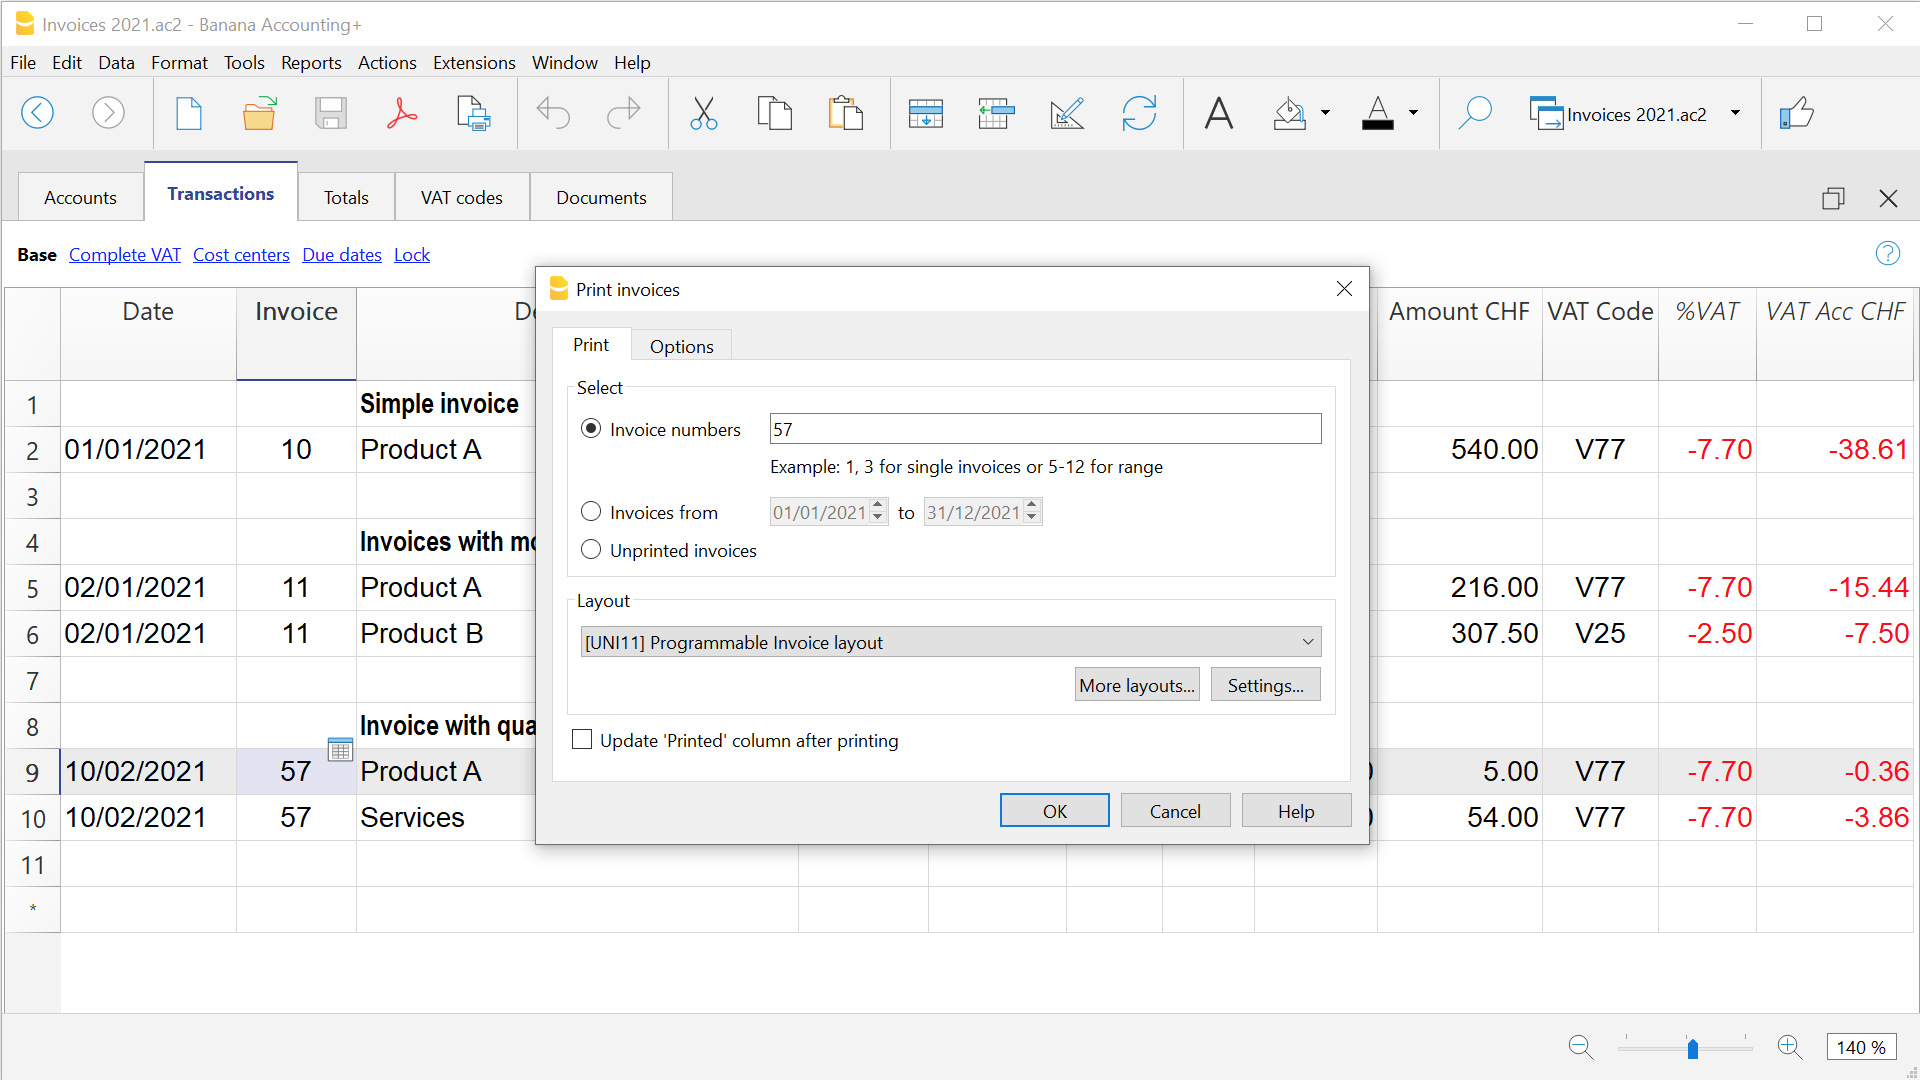 Invoices 2021.ac2 - Banana Accounting+
File Edit Data Format Tools Reports Actions Extensions Window Help
Invoices 2021.ac2
Accounts Transactions Totals VAT codes Documents
Base Complete VAT Cost centers Due dates Lock
Date Invoice Amount CHF VAT Code %VAT VAT Acc CHF
1 Simple invoice
2 01/01/2021 10 Product A 540.00 V77 -7.70 -38.61
3
4 Invoices with
5 02/01/2021 11 Product A 216.00 V77 -7.70 -15.44
6 02/01/2021 11 Product B 307.50 V25 -2.50 -7.50
7
8 Invoice with
9 10/02/2021 57 Product A 5.00 V77 -7.70 -0.36
10 10/02/2021 57 Services 54.00 V77 -7.70 -3.86
11
*
Print invoices
Print Options
Select
Invoice numbers 57
Example: 1, 3 for single invoices or 5-12 for range
Invoices from 01/01/2021 to 31/12/2021
Unprinted invoices
Layout
[UNI11] Programmable Invoice layout
More layouts... Settings...
Update 'Printed' column after printing
OK Cancel Help
140 %